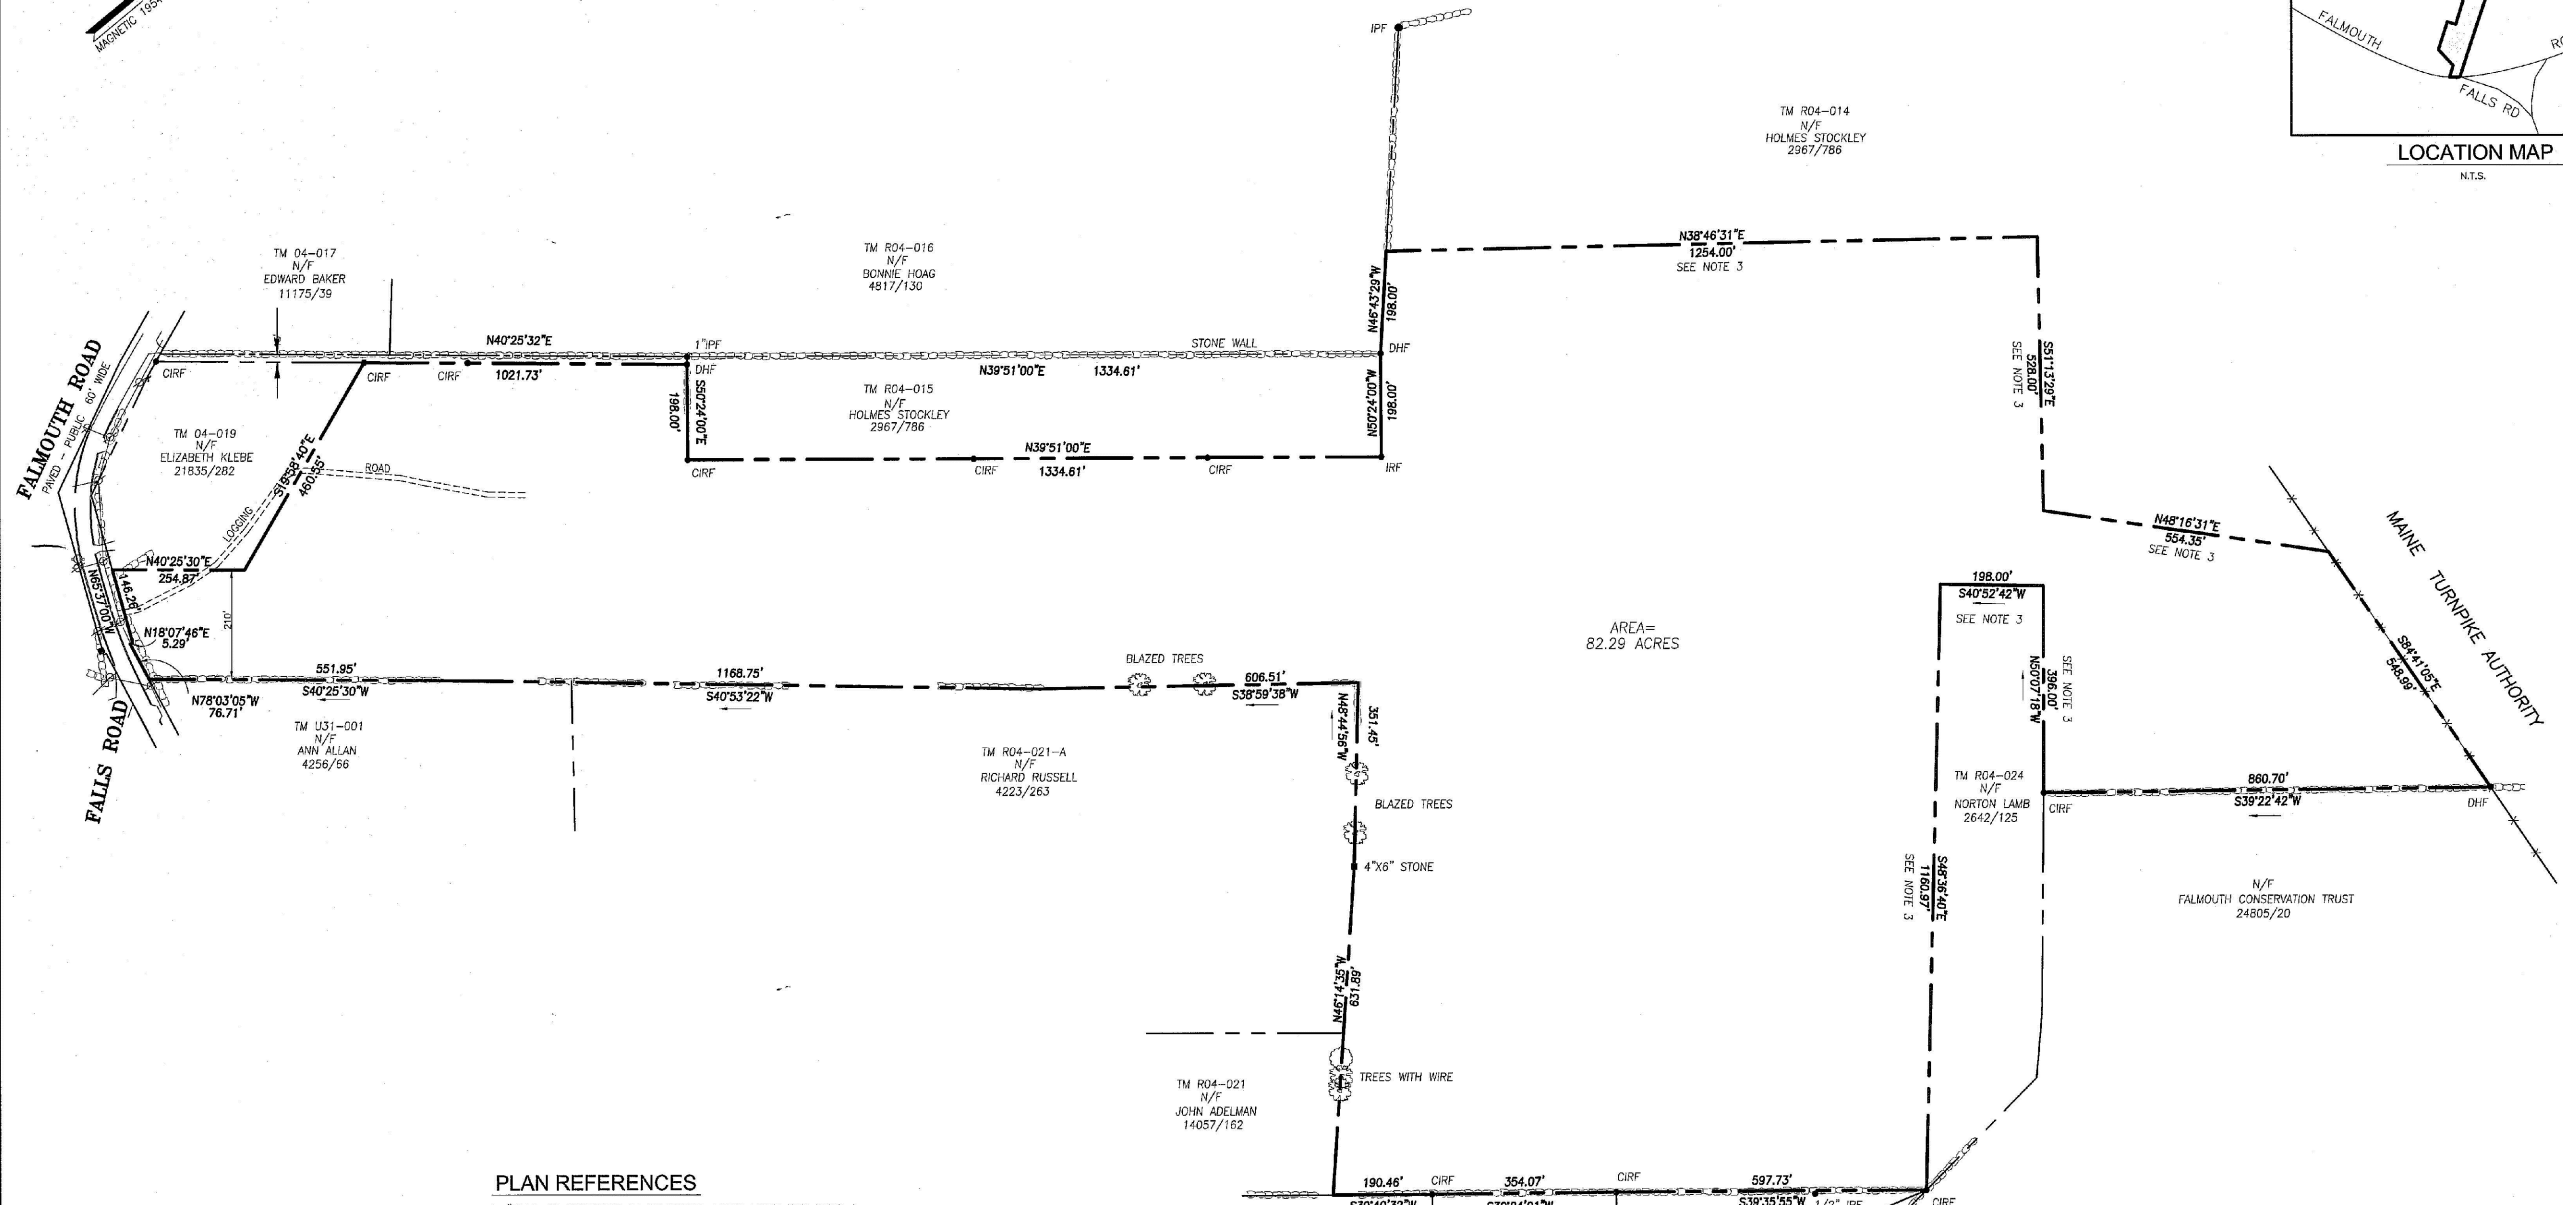 MAGNETIC 1954
FALMOUTH
FALLS RD
LOCATION MAP
N.T.S.
IPF
TM R04-014
N/F
HOLMES STOCKLEY
2967/786
N38°46'31"E
1254.00'
SEE NOTE 3
TM 04-017
N/F
EDWARD BAKER
11175/39
TM R04-016
N/F
BONNIE HOAG
4817/130
N46°43'29"W
198.00'
FALMOUTH ROAD
PAVED - PUBLIC 60' WIDE
N40°25'32"E
1021.73'
CIRF
CIRF
CIRF
1"IPF
DHF
STONE WALL
DHF
N39°51'00"E 1334.61'
S50°24'00"E
198.00'
TM R04-015
N/F
HOLMES STOCKLEY
2967/786
N50°24'00"W
198.00'
S51°13'29"E
528.00'
SEE NOTE 3
TM 04-019
N/F
ELIZABETH KLEBE
21835/282
S19°58'40"E
460.55'
LOGGING
ROAD
CIRF
CIRF
N39°51'00"E
1334.61'
CIRF
IRF
N48°16'31"E
554.35'
SEE NOTE 3
MAINE TURNPIKE AUTHORITY
N40°25'30"E
254.87'
N65°37'00"W
146.26'
N18°07'46"E
5.29'
210'
198.00'
S40°52'42"W
SEE NOTE 3
AREA=
82.29 ACRES
S84°41'05"E
548.99'
FALLS ROAD
N78°03'05"W
76.71'
551.95'
S40°25'30"W
1168.75'
S40°53'22"W
BLAZED TREES
606.51'
S38°59'38"W
N48°44'56"W
351.45'
SEE NOTE 3
396.00'
N50°07'18"W
TM U31-001
N/F
ANN ALLAN
4256/66
TM R04-021-A
N/F
RICHARD RUSSELL
4223/263
BLAZED TREES
4"X6" STONE
TM R04-024
N/F
NORTON LAMB
2642/125
CIRF
860.70'
S39°22'42"W
DHF
S48°36'40"E
1160.97'
SEE NOTE 3
N/F
FALMOUTH CONSERVATION TRUST
24805/20
N46°14'35"W
631.89'
TREES WITH WIRE
TM R04-021
N/F
JOHN ADELMAN
14057/162
PLAN REFERENCES
190.46'
CIRF
354.07'
CIRF
597.73'
S39°35'55"W
CIRF